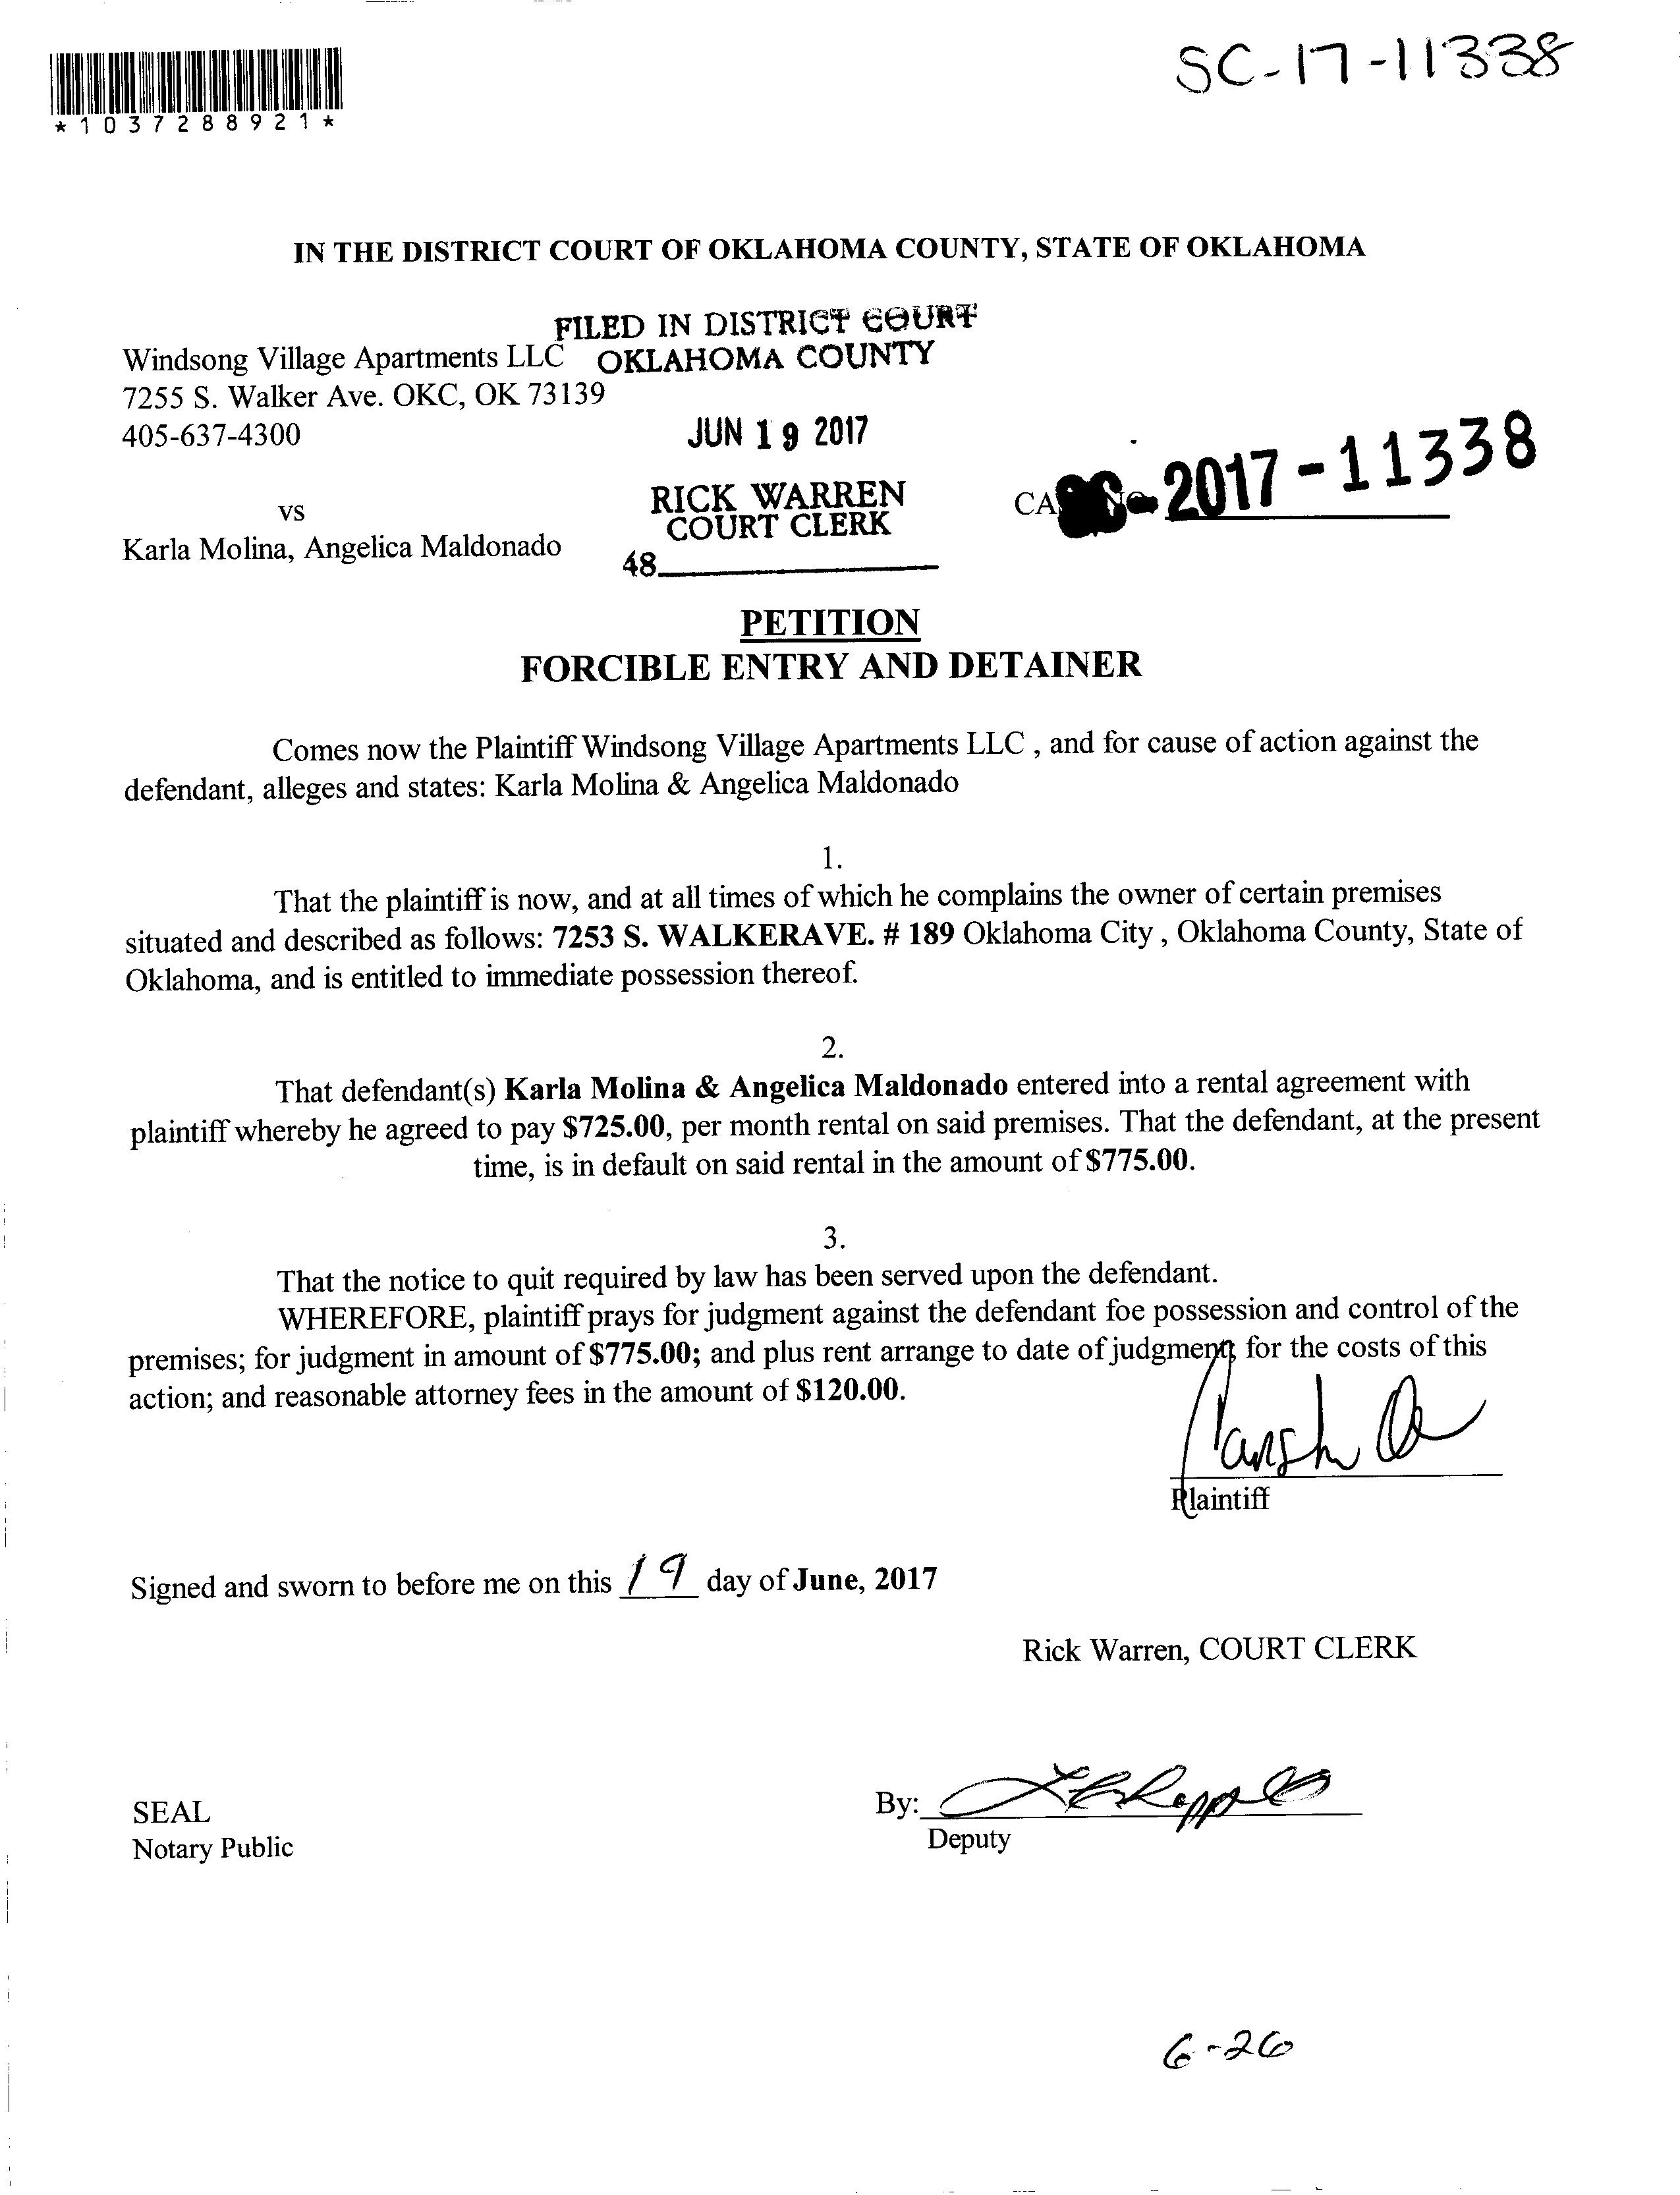 SC-17-11338
*1037288921*
IN THE DISTRICT COURT OF OKLAHOMA COUNTY, STATE OF OKLAHOMA
FILED IN DISTRICT COURT
OKLAHOMA COUNTY
Windsong Village Apartments LLC
7255 S. Walker Ave. OKC, OK 73139
405-637-4300
JUN 19 2017
SC-2017-11338
RICK WARREN
COURT CLERK
48
vs
Karla Molina, Angelica Maldonado
PETITION
FORCIBLE ENTRY AND DETAINER
Comes now the Plaintiff Windsong Village Apartments LLC , and for cause of action against the
defendant, alleges and states: Karla Molina & Angelica Maldonado
1.
That the plaintiff is now, and at all times of which he complains the owner of certain premises
situated and described as follows: 7253 S. WALKERAVE. # 189 Oklahoma City , Oklahoma County, State of
Oklahoma, and is entitled to immediate possession thereof.
2.
That defendant(s) Karla Molina & Angelica Maldonado entered into a rental agreement with
plaintiff whereby he agreed to pay $725.00, per month rental on said premises. That the defendant, at the present
time, is in default on said rental in the amount of $775.00.
3.
That the notice to quit required by law has been served upon the defendant.
WHEREFORE, plaintiff prays for judgment against the defendant foe possession and control of the
premises; for judgment in amount of $775.00; and plus rent arrange to date of judgment; for the costs of this
action; and reasonable attorney fees in the amount of $120.00.
Plaintiff
Signed and sworn to before me on this 19 day of June, 2017
Rick Warren, COURT CLERK
SEAL
Notary Public
By:
Deputy
6-26